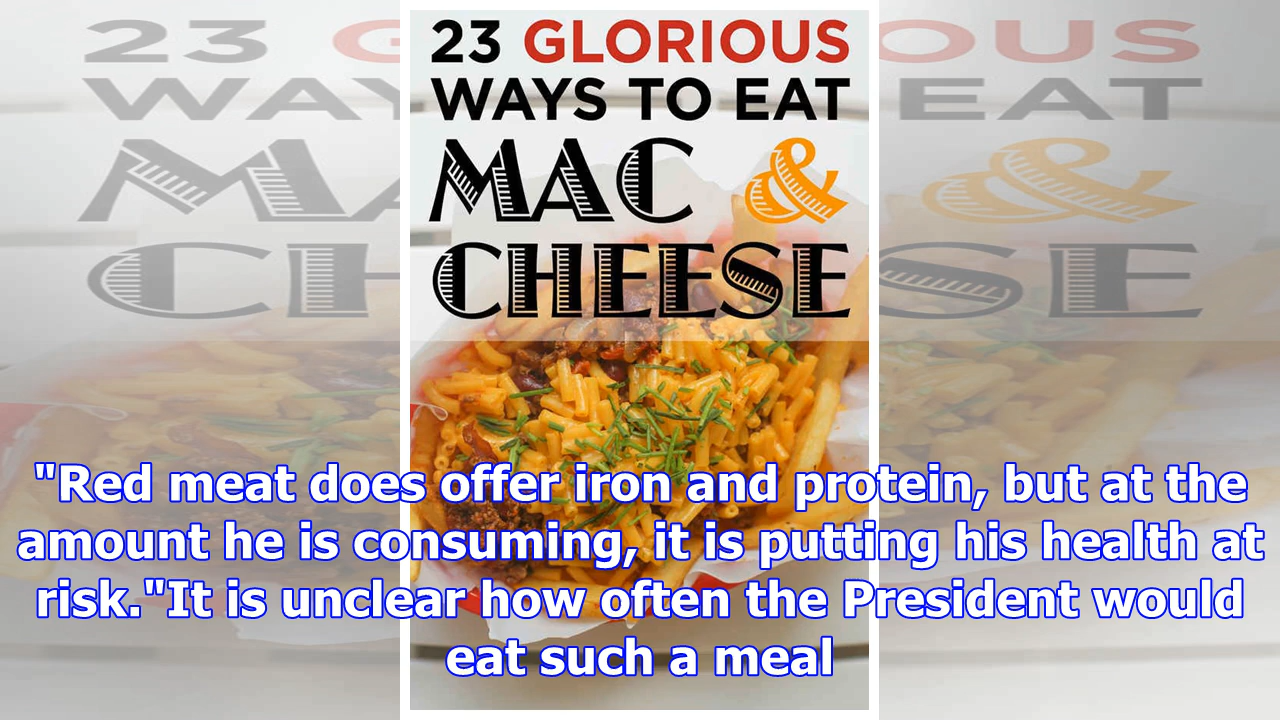 23 GLORIOUS
WAYS TO EAT
MAC &
CHEESE
"Red meat does offer iron and protein, but at the
amount he is consuming, it is putting his health at
risk."It is unclear how often the President would
eat such a meal